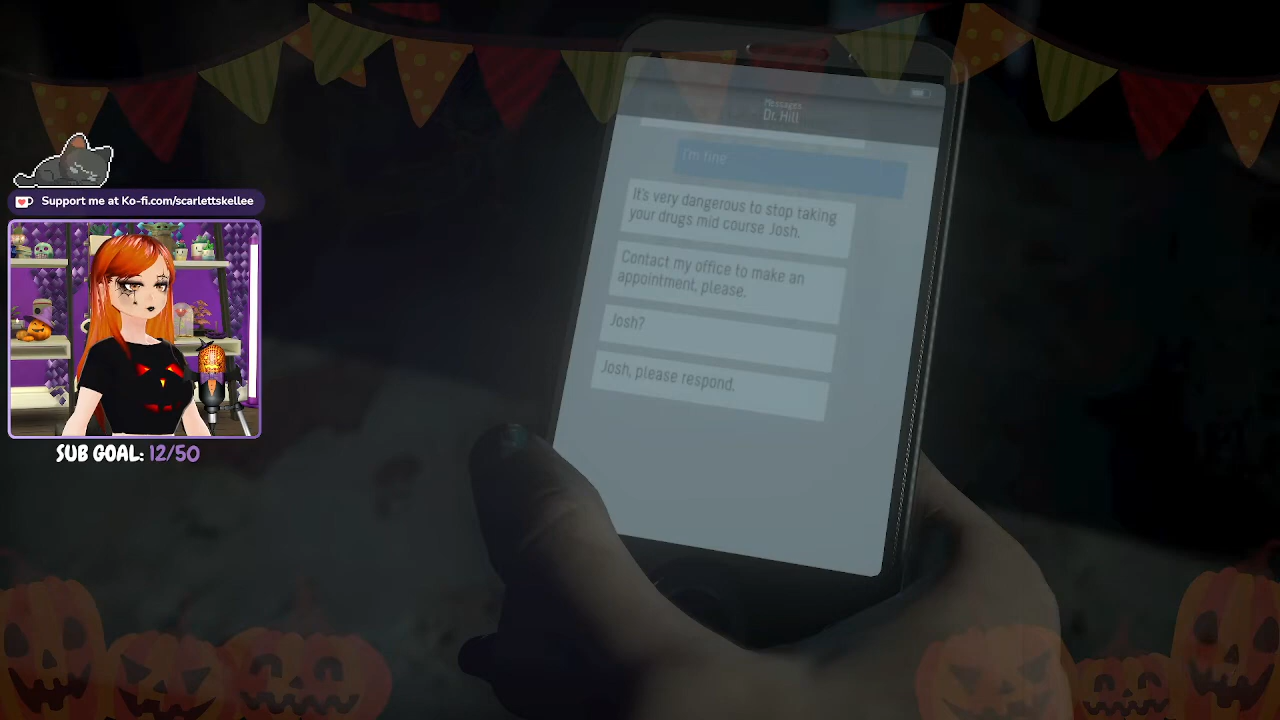 Messages
Dr. Hill
I'm fine
It's very dangerous to stop taking
your drugs mid course Josh.
Contact my office to make an
appointment, please.
Josh?
Josh, please respond.
Support me at Ko-fi.com/scarlettskellee
SUB GOAL: 12/50